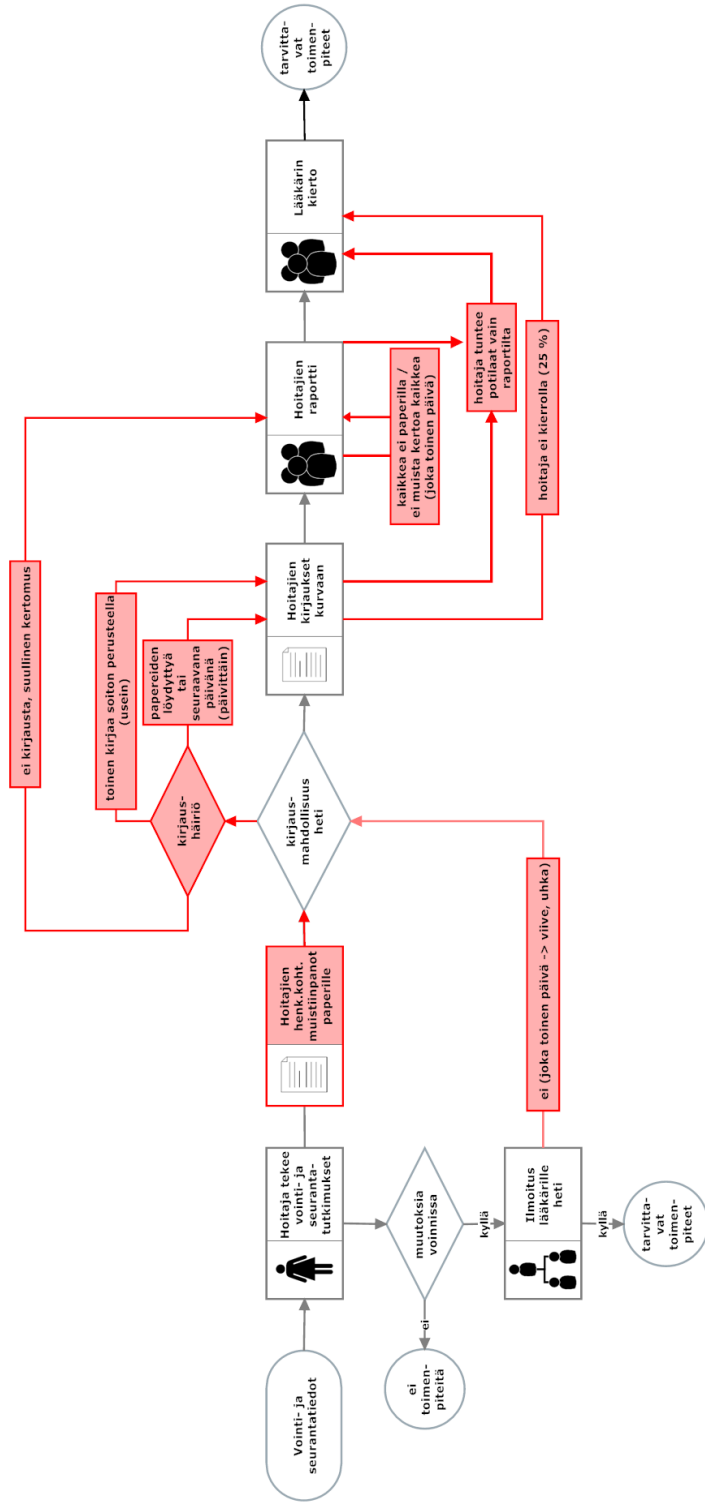 Vointi- ja
seurantatiedot
Hoitaja tekee
vointi- ja
seuranta-
tutkimukset
muutoksia
voinnissa
ei
ei
toimen-
piteitä
kyllä
Ilmoitus
lääkärille
heti
kyllä
tarvitta-
vat
toimen-
piteet
ei (joka toinen päivä -> viive, uhka)
Hoitajien
henk.koht.
muistiinpanot
paperille
kirjaus-
mahdollisuus
heti
kirjaus-
häiriö
ei kirjausta, suullinen kertomus
toinen kirjaa soiton perusteella
(usein)
papereiden
löydyttyä
tai
seuraavana
päivänä
(päivittäin)
Hoitajien
kirjaukset
kurvaan
Hoitajien
raportti
kaikkea ei paperilla /
ei muista kertoa kaikkea
(joka toinen päivä)
hoitaja tuntee
potilaat vain
raportilta
hoitaja ei kierrolla (25 %)
Lääkärin
kierto
tarvitta-
vat
toimen-
piteet